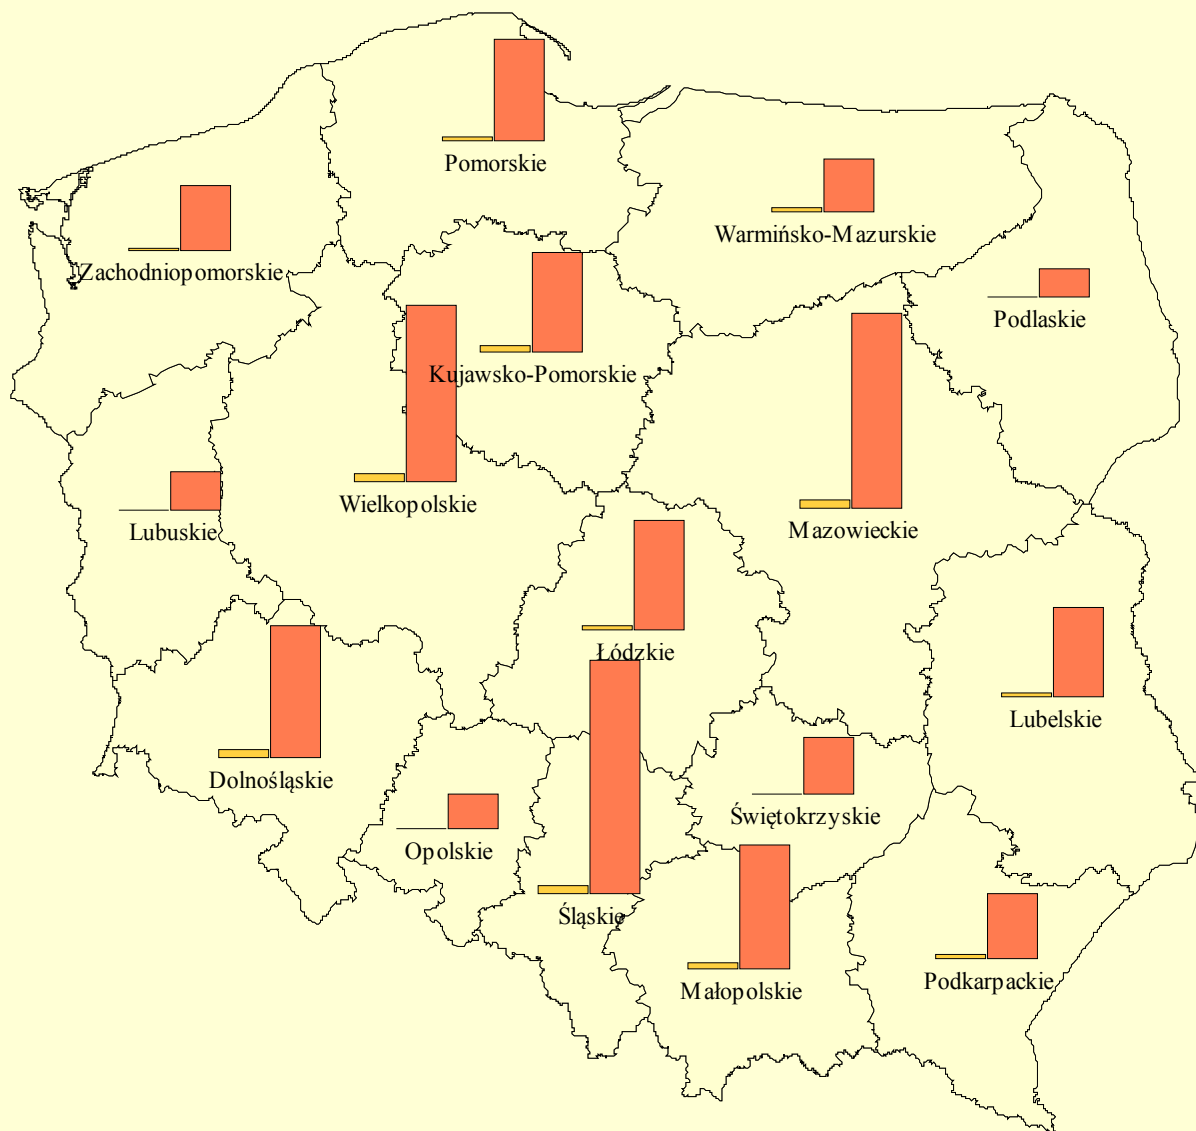 Pomorskie
Warmińsko-Mazurskie
Zachodniopomorskie
Podlaskie
Kujawsko-Pomorskie
Wielkopolskie
Mazowieckie
Lubuskie
Łódzkie
Lubelskie
Dolnośląskie
Świętokrzyskie
Opolskie
Śląskie
Podkarpackie
Małopolskie